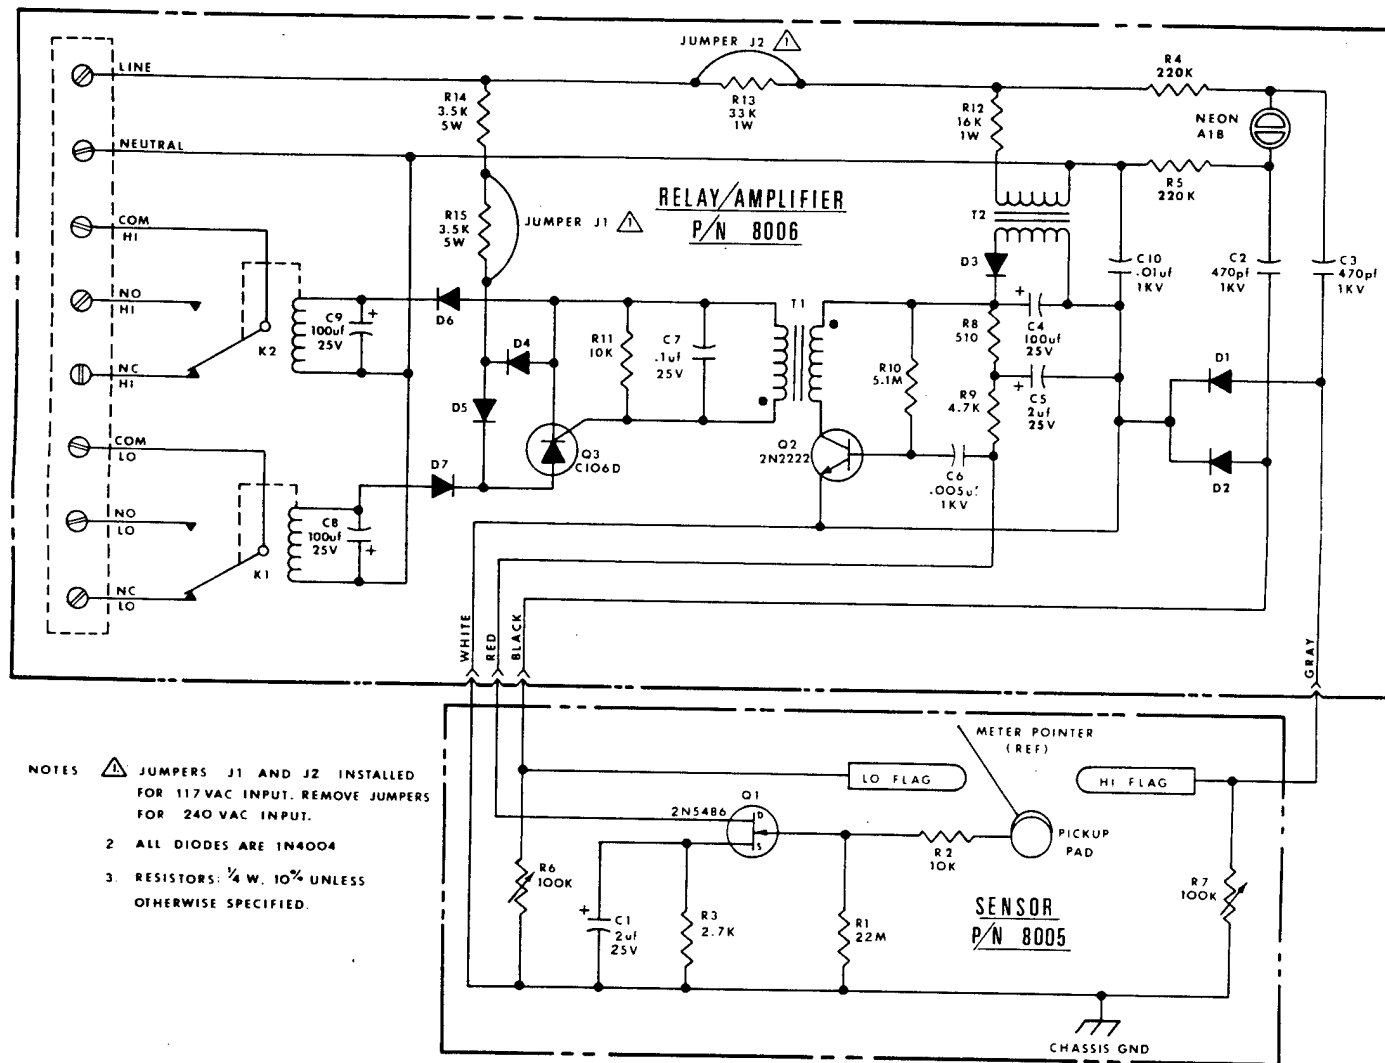 JUMPER J2 1
LINE
R14
3.5K
5W
R13
33K
1W
R12
16K
1W
R4
220K
NEON
A1B
NEUTRAL
R15
3.5K
5W
JUMPER J1 1
RELAY/AMPLIFIER
P/N 8006
R5
220K
T2
COM
HI
NO
HI
NC
HI
K2
C9
100uf
25V
+
D6
D4
D5
R11
10K
C7
.1uf
25V
T1
D3
+
R8
510
C4
100uf
25V
R10
5.1M
R9
4.7K
+
C5
2uf
25V
C10
.01uf
1KV
C2
470pf
1KV
C3
470pf
1KV
D1
D2
COM
LO
NO
LO
NC
LO
K1
C8
100uf
25V
+
D7
Q3
C106D
Q2
2N2222
C6
.005uf
1KV
WHITE
RED
BLACK
GRAY
NOTES 1. JUMPERS J1 AND J2 INSTALLED
FOR 117 VAC INPUT. REMOVE JUMPERS
FOR 240 VAC INPUT.
2 ALL DIODES ARE 1N4004
3. RESISTORS: 1/4 W, 10% UNLESS
OTHERWISE SPECIFIED.
METER POINTER
(REF)
LO FLAG
HI FLAG
Q1
2N5486
D
S
PICKUP
PAD
R2
10K
R6
100K
+
C1
2uf
25V
R3
2.7K
R1
22M
R7
100K
SENSOR
P/N 8005
CHASSIS GND